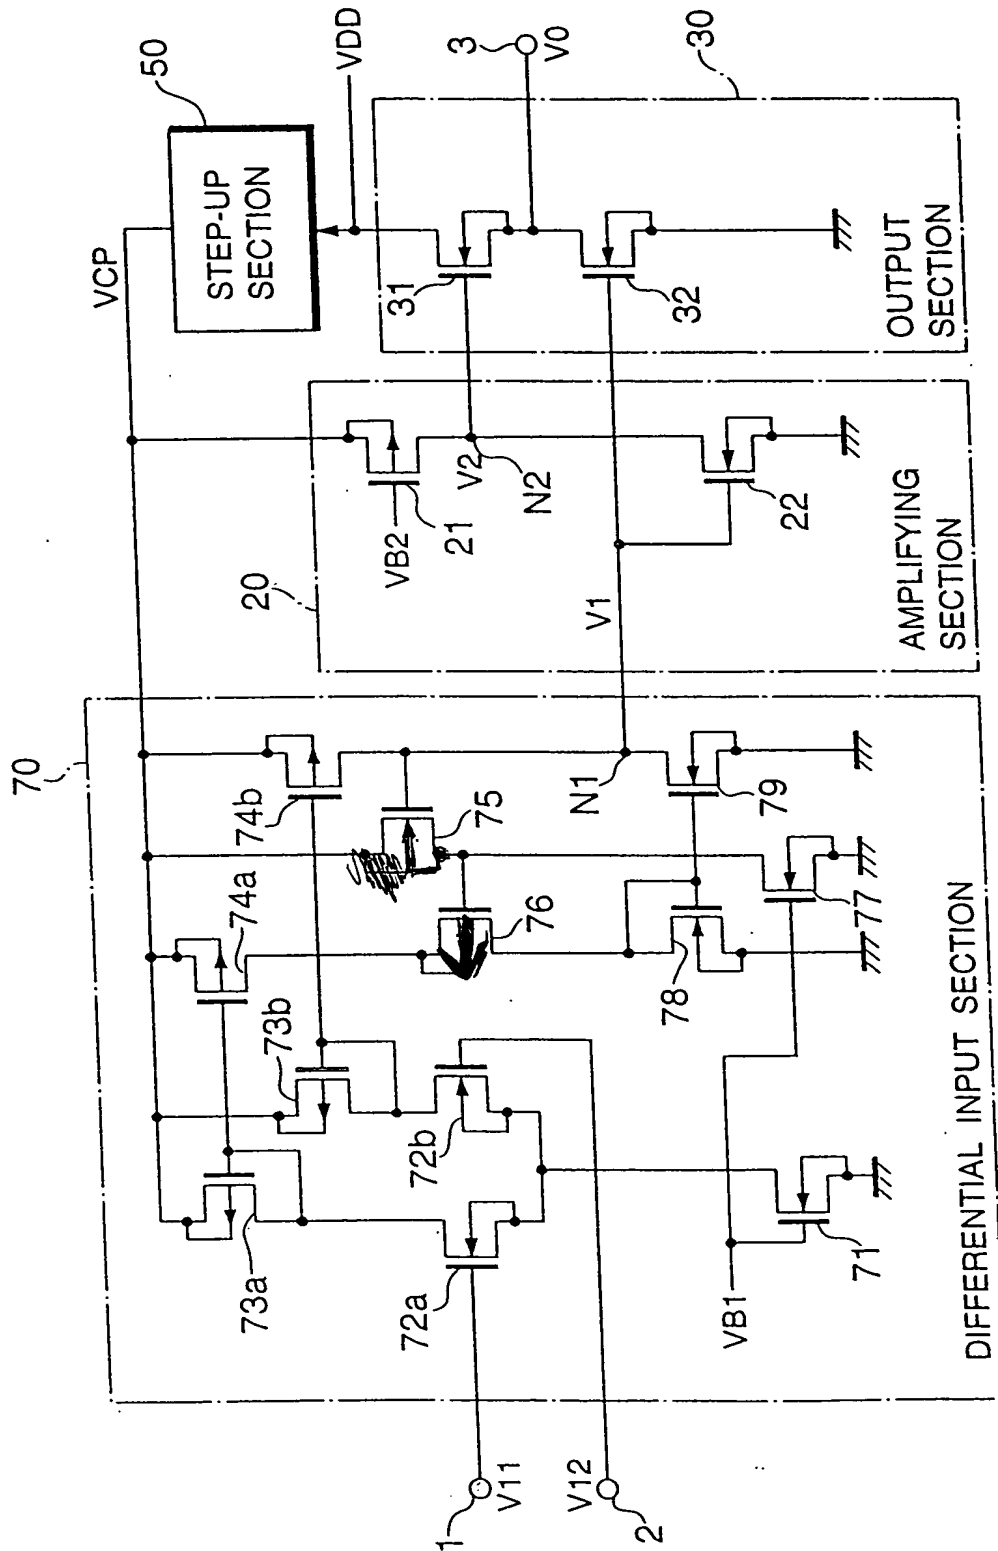 50
STEP-UP
SECTION
VCP
VDD
3
V0
30
31
32
OUTPUT
SECTION
20
VB2
21
V2
N2
22
V1
AMPLIFYING
SECTION
70
73a
73b
74a
74b
75
76
72a
72b
N1
78
79
77
71
VB1
1
V11
V12
2
DIFFERENTIAL INPUT SECTION